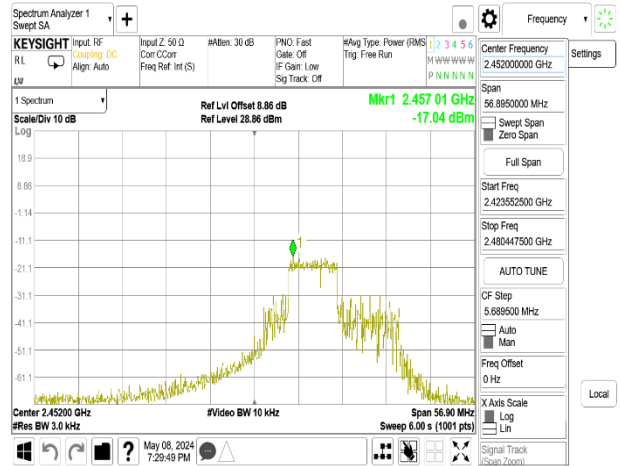 Spectrum Analyzer 1
Swept SA
Frequency
KEYSIGHT
Input: RF
Input Z: 50 Ω
#Atten: 30 dB
PNO: Fast
#Avg Type: Power (RMS
1 2 3 4 5 6
R L
Coupling: DC
Corr CCorr
Gate: Off
Trig: Free Run
M W W W W W
Align: Auto
Freq Ref: Int (S)
IF Gain: Low
Sig Track: Off
P N N N N N
Center Frequency
2.452000000 GHz
Settings
Span
56.8950000 MHz
Swept Span
Zero Span
Full Span
Start Freq
2.423552500 GHz
Stop Freq
2.480447500 GHz
AUTO TUNE
CF Step
5.689500 MHz
Auto
Man
Freq Offset
0 Hz
X Axis Scale
Log
Lin
Signal Track
(Span Zoom)
Local
1 Spectrum
Scale/Div 10 dB
Ref Lvl Offset 8.86 dB
Ref Level 28.86 dBm
Mkr1 2.457 01 GHz
-17.04 dBm
Log
18.9
8.86
-1.14
-11.1
1
-21.1
-31.1
-41.1
-51.1
-61.1
Center 2.45200 GHz
#Video BW 10 kHz
Span 56.90 MHz
#Res BW 3.0 kHz
Sweep 6.00 s (1001 pts)
?
May 08, 2024
7:29:49 PM